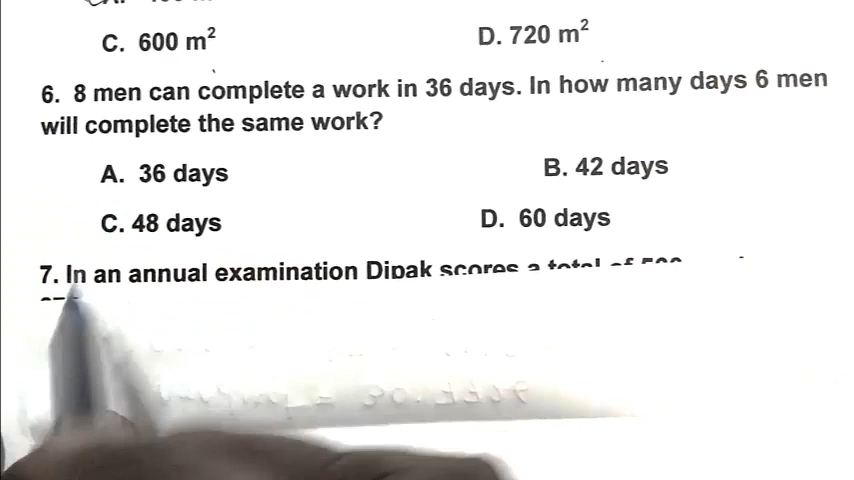 C. 600 m² D. 720 m²
6. 8 men can complete a work in 36 days. In how many days 6 men
will complete the same work?
A. 36 days B. 42 days
C. 48 days D. 60 days
7. In an annual examination Dipak scores a total of